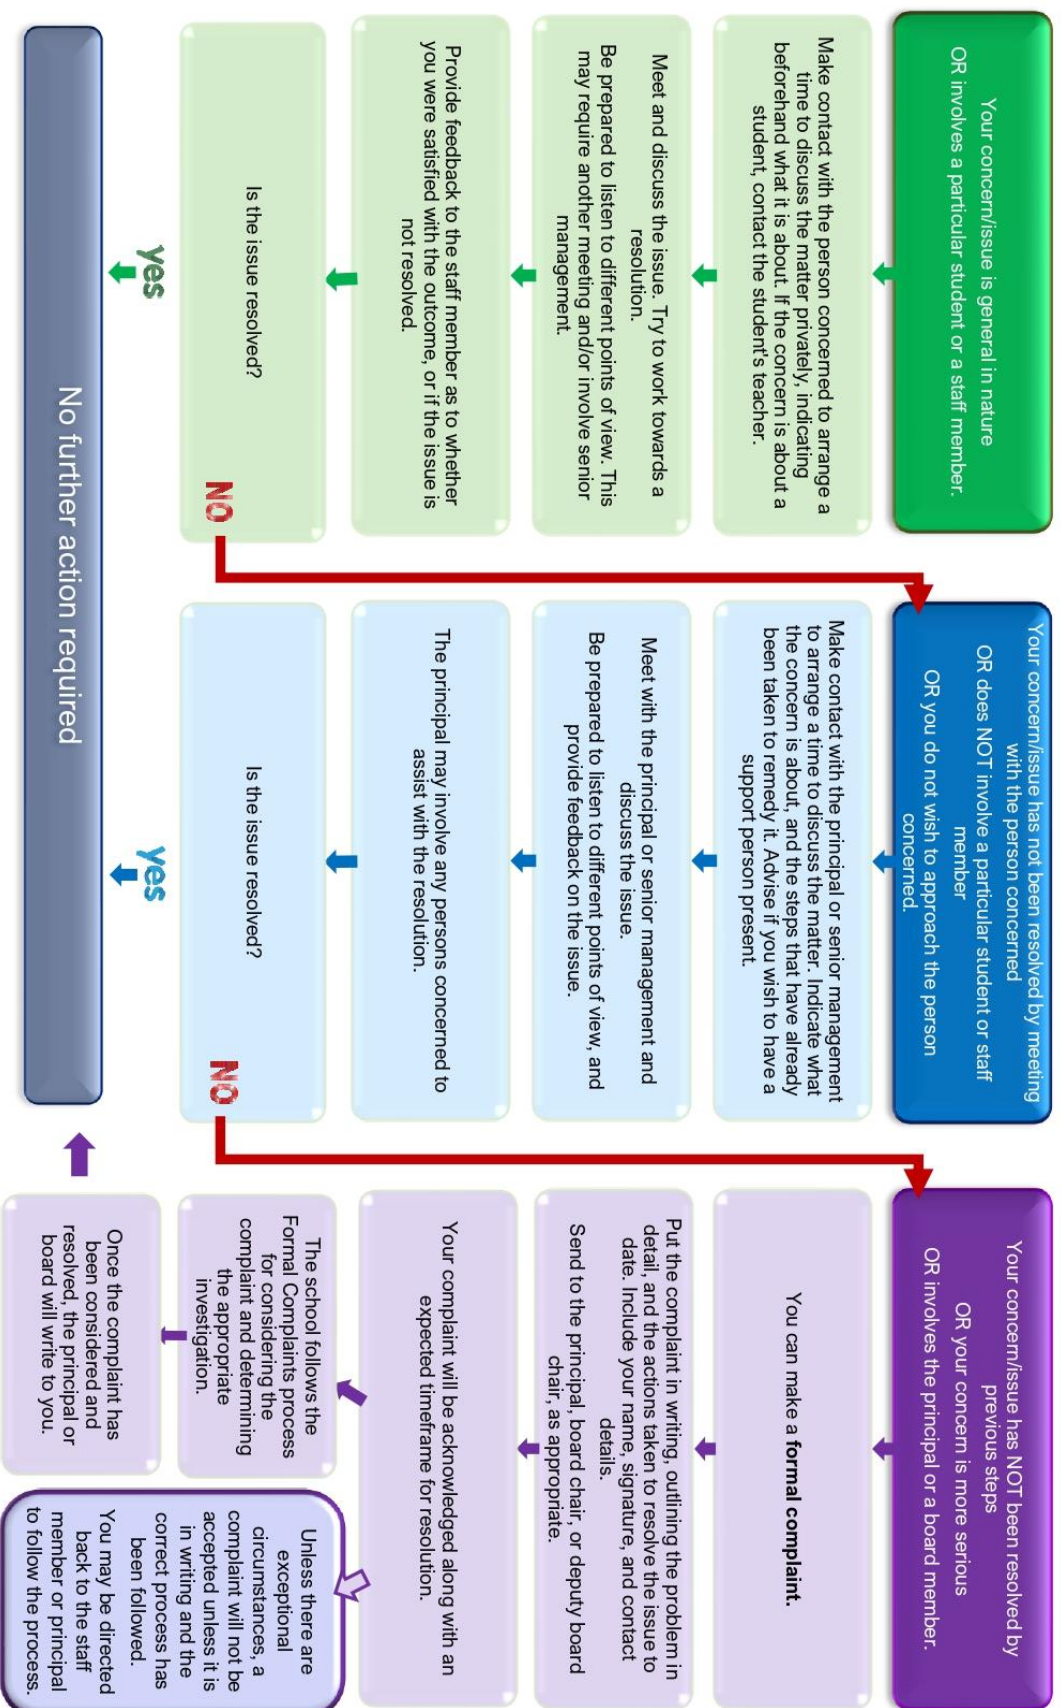 Your concern/issue is general in nature
OR involves a particular student or a staff member.
Make contact with the person concerned to arrange a
time to discuss the matter privately, indicating
beforehand what it is about. If the concern is about a
student, contact the student's teacher.
Meet and discuss the issue. Try to work towards a
resolution.
Be prepared to listen to different points of view. This
may require another meeting and/or involve senior
management.
Provide feedback to the staff member as to whether
you were satisfied with the outcome, or if the issue is
not resolved.
Is the issue resolved?
NO
yes
Your concern/issue has not been resolved by meeting
with the person concerned
OR does NOT involve a particular student or staff
member
OR you do not wish to approach the person
concerned.
Make contact with the principal or senior management
to arrange a time to discuss the matter. Indicate what
the concern is about, and the steps that have already
been taken to remedy it. Advise if you wish to have a
support person present.
Meet with the principal or senior management and
discuss the issue.
Be prepared to listen to different points of view, and
provide feedback on the issue.
The principal may involve any persons concerned to
assist with the resolution.
Is the issue resolved?
NO
yes
No further action required
Your concern/issue has NOT been resolved by
previous steps
OR your concern is more serious
OR involves the principal or a board member.
You can make a formal complaint.
Put the complaint in writing, outlining the problem in
detail, and the actions taken to resolve the issue to
date. Include your name, signature, and contact
details.
Send to the principal, board chair, or deputy board
chair, as appropriate.
Your complaint will be acknowledged along with an
expected timeframe for resolution.
The school follows the
Formal Complaints process
for considering the
complaint and determining
the appropriate
investigation.
Once the complaint has
been considered and
resolved, the principal or
board will write to you.
Unless there are
exceptional
circumstances, a
complaint will not be
accepted unless it is
in writing and the
correct process has
been followed.
You may be directed
back to the staff
member or principal
to follow the process.